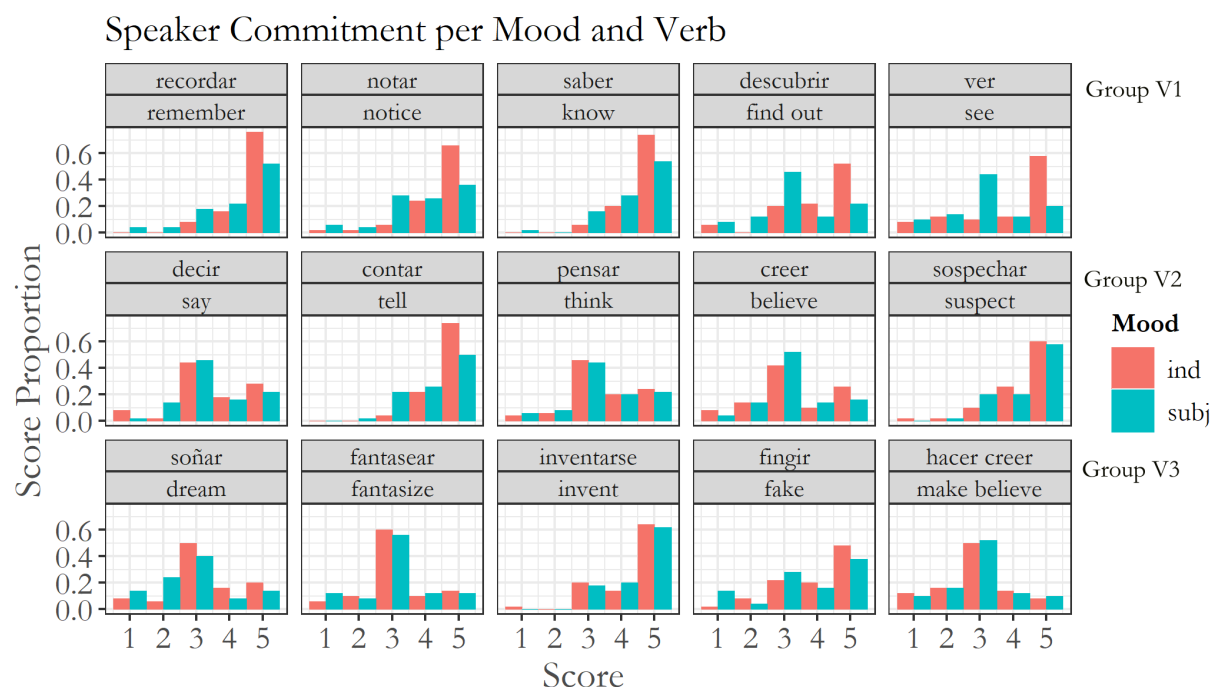 Speaker Commitment per Mood and Verb
recordar notar saber descubrir ver
Group V1
remember notice know find out see
0.6
0.4
0.2
0.0
decir contar pensar creer sospechar
Group V2
say tell think believe suspect
0.6
0.4
0.2
0.0
Mood
ind
subj
soñar fantasear inventarse fingir hacer creer
Group V3
dream fantasize invent fake make believe
0.6
0.4
0.2
0.0
1 2 3 4 5 1 2 3 4 5 1 2 3 4 5 1 2 3 4 5 1 2 3 4 5
Score
Score Proportion